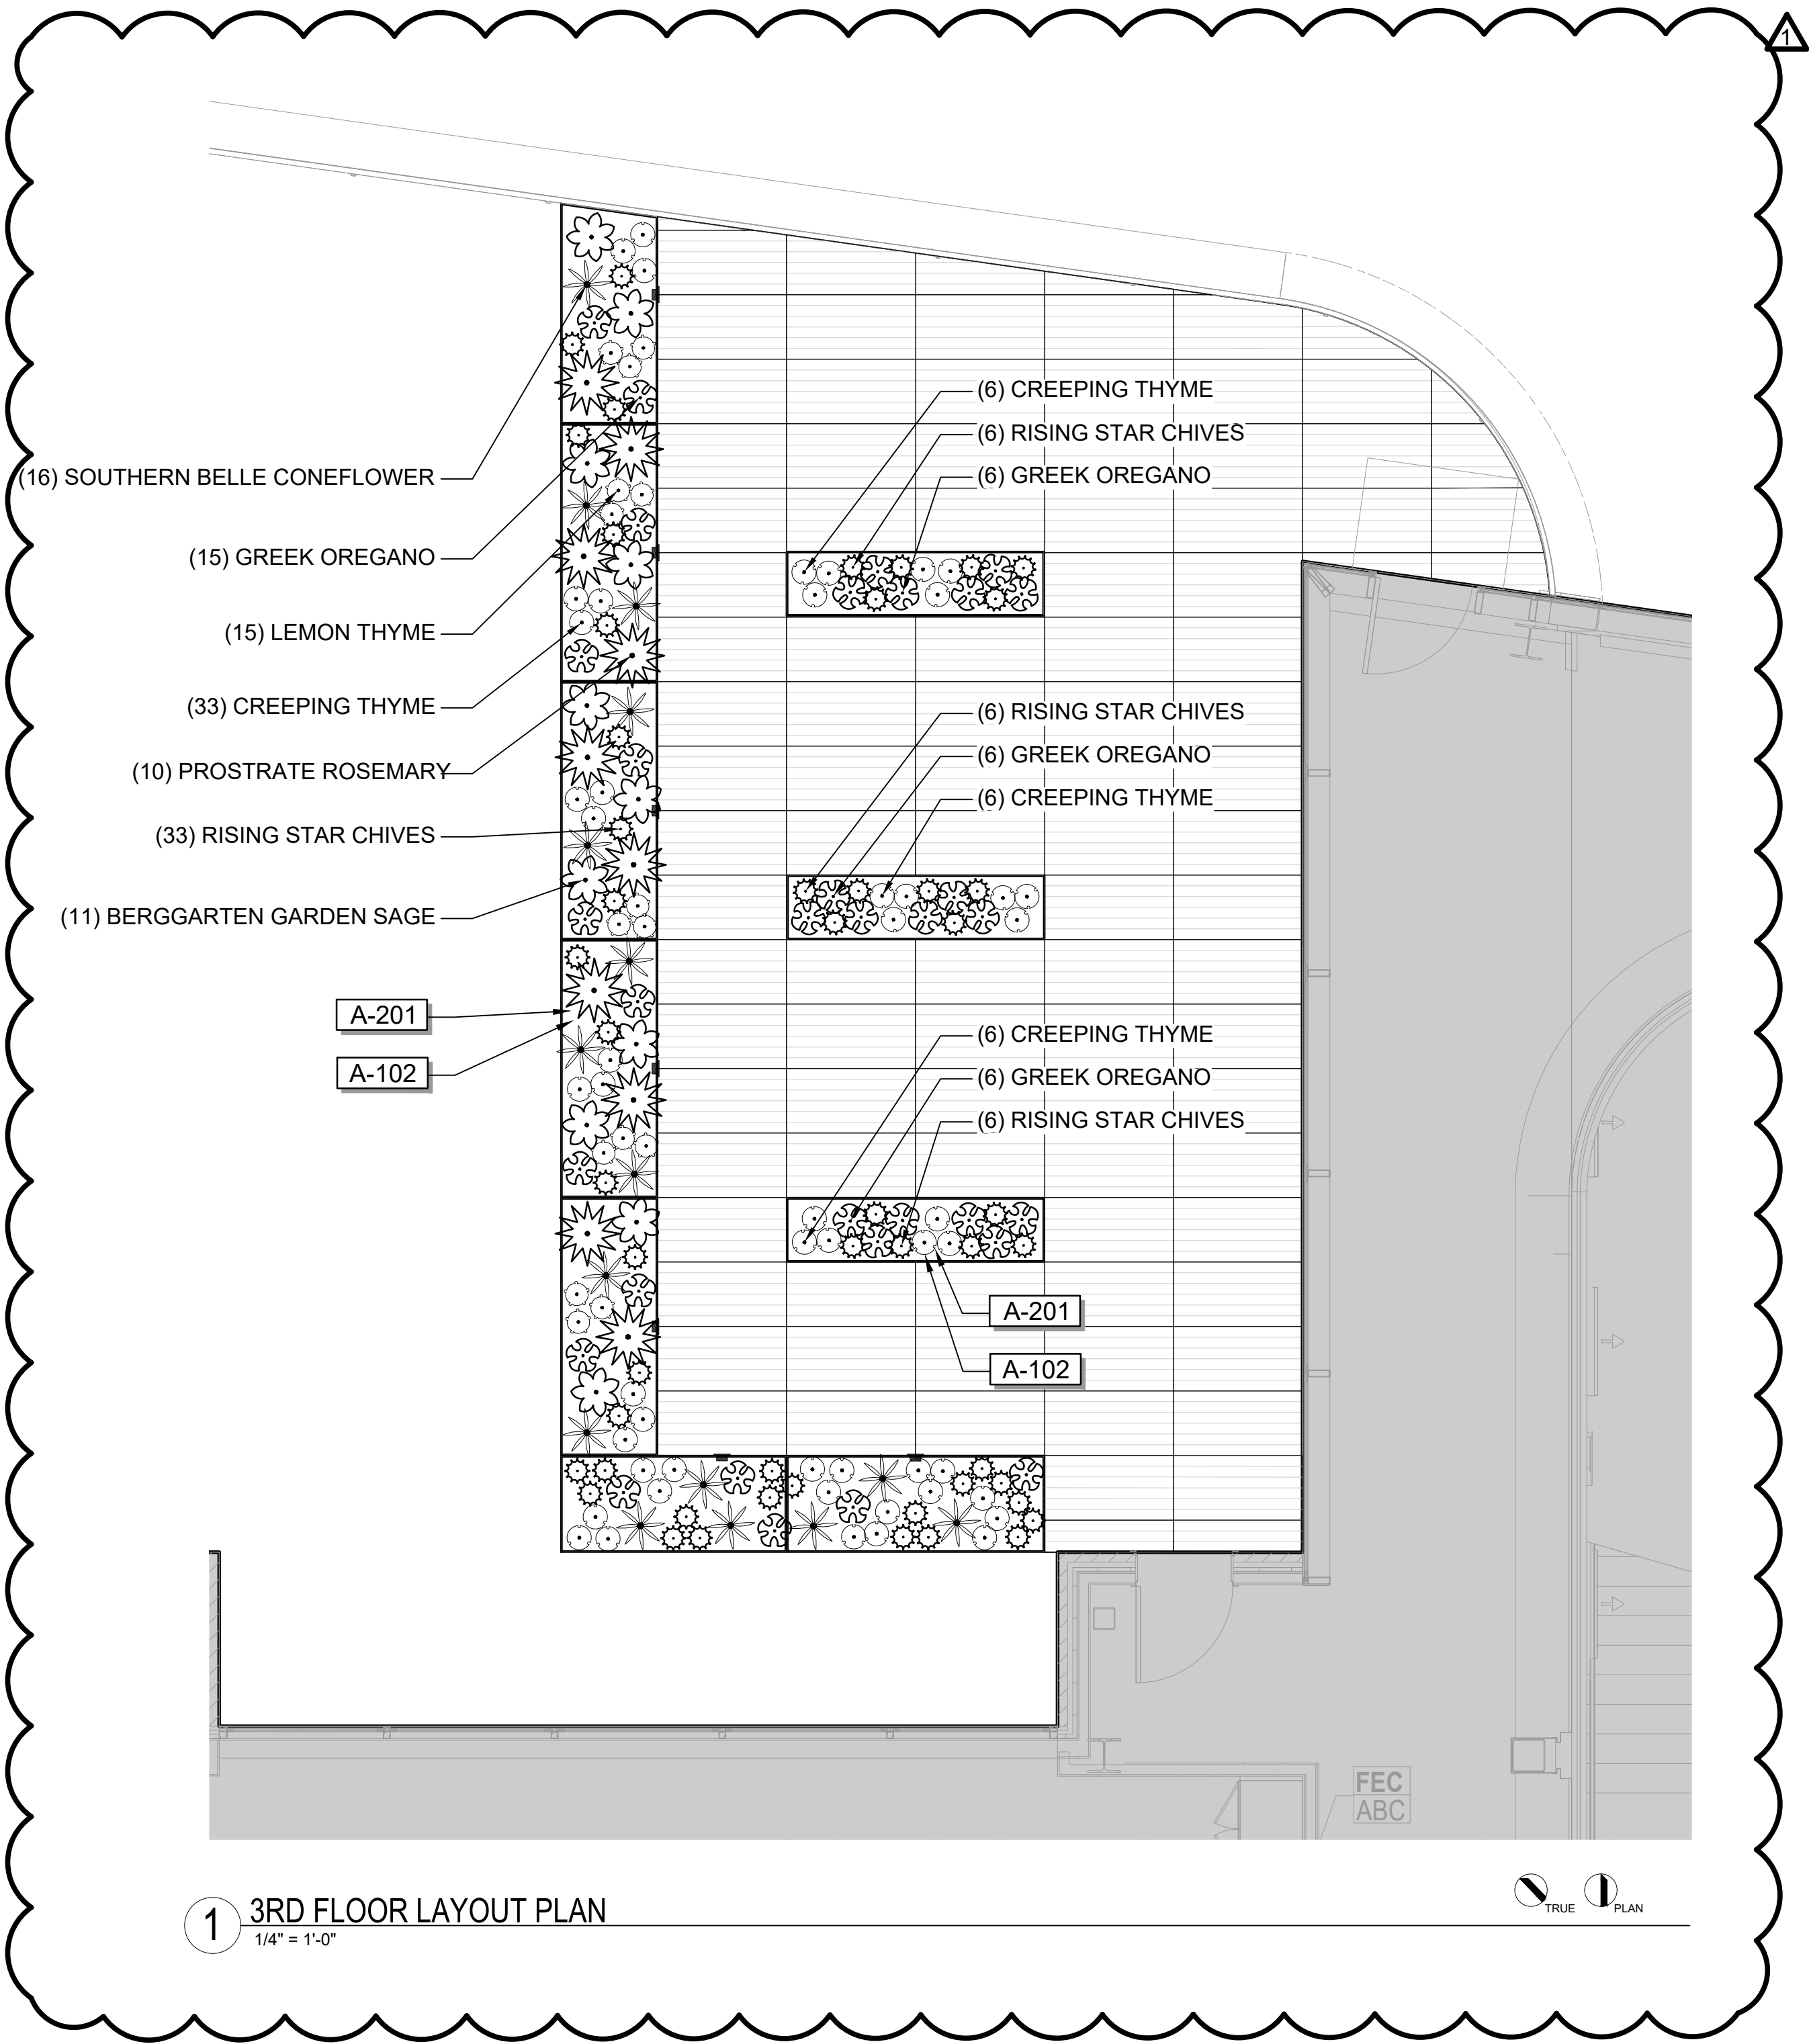 1
(6) CREEPING THYME
(6) RISING STAR CHIVES
(6) GREEK OREGANO
(16) SOUTHERN BELLE CONEFLOWER
(15) GREEK OREGANO
(15) LEMON THYME
(33) CREEPING THYME
(10) PROSTRATE ROSEMARY
(33) RISING STAR CHIVES
(11) BERGGARTEN GARDEN SAGE
(6) RISING STAR CHIVES
(6) GREEK OREGANO
(6) CREEPING THYME
A-201
A-102
(6) CREEPING THYME
(6) GREEK OREGANO
(6) RISING STAR CHIVES
A-201
A-102
FEC
ABC
1 3RD FLOOR LAYOUT PLAN
1/4" = 1'-0"
TRUE
PLAN